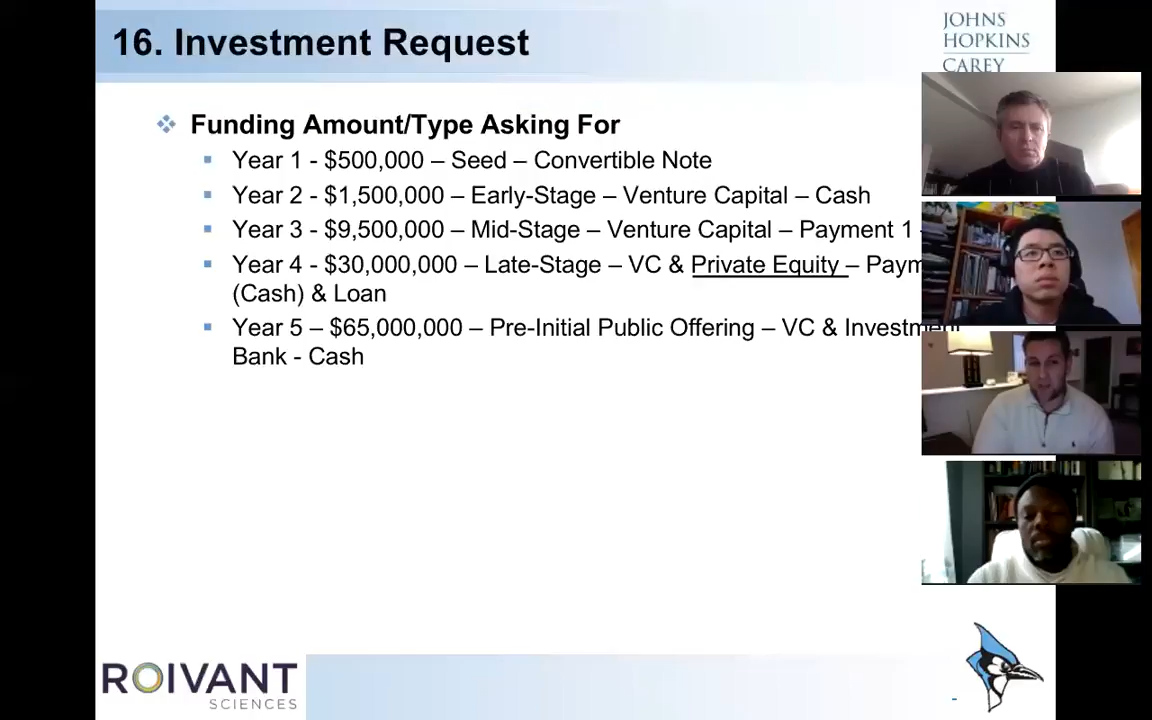 16. Investment Request
JOHNS
HOPKINS
CAREY
Funding Amount/Type Asking For
Year 1 - $500,000 – Seed – Convertible Note
Year 2 - $1,500,000 – Early-Stage – Venture Capital – Cash
Year 3 - $9,500,000 – Mid-Stage – Venture Capital – Payment 1
Year 4 - $30,000,000 – Late-Stage – VC & Private Equity –
(Cash) & Loan
Year 5 – $65,000,000 – Pre-Initial Public Offering – VC & Investment
Bank - Cash
ROIVANT
SCIENCES